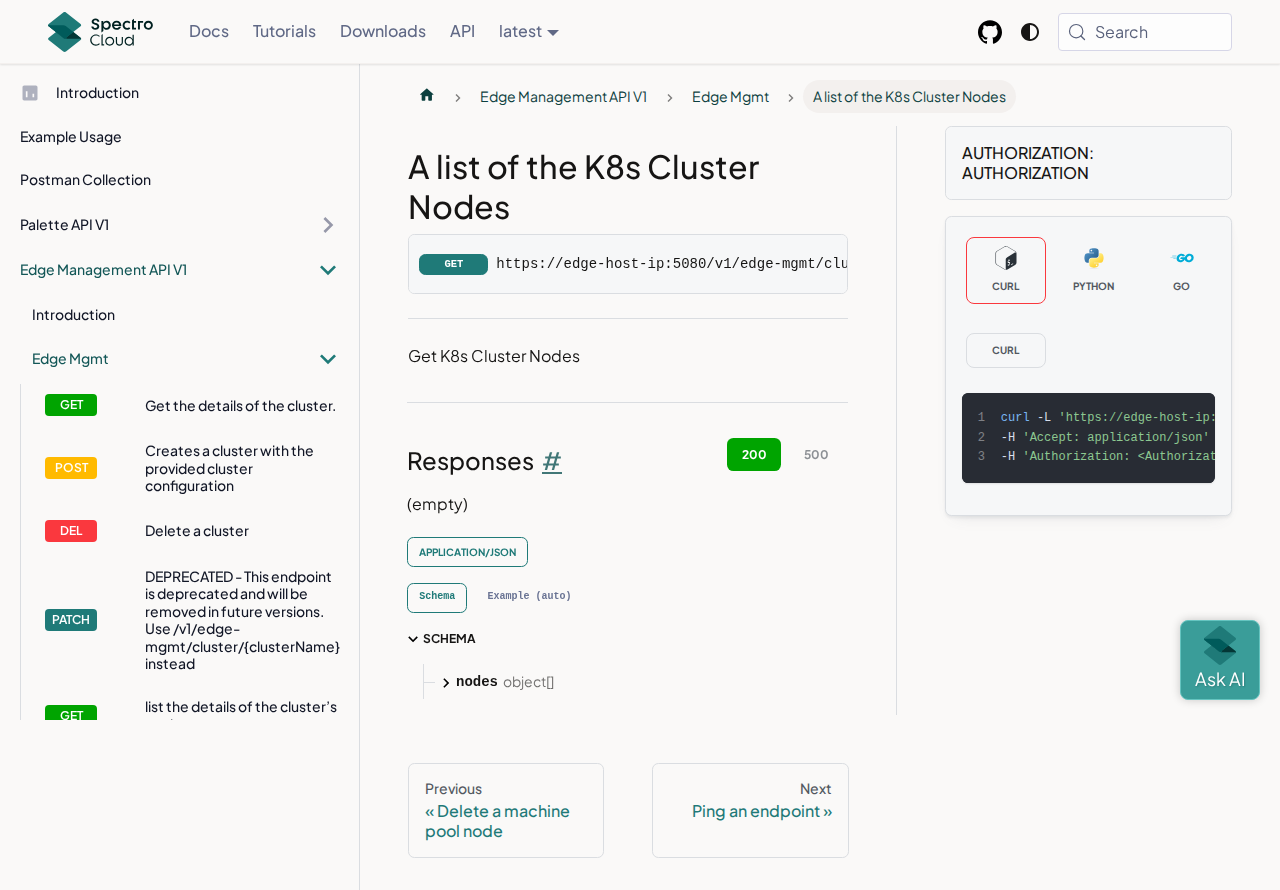 Spectro Cloud
Docs
Tutorials
Downloads
API
latest
Search
Introduction
Example Usage
Postman Collection
Palette API V1
Edge Management API V1
Introduction
Edge Mgmt
GET Get the details of the cluster.
POST Creates a cluster with the
provided cluster
configuration
DEL Delete a cluster
PATCH DEPRECATED - This endpoint
is deprecated and will be
removed in future versions.
Use /v1/edge-
mgmt/cluster/{clusterName}
instead
GET list the details of the cluster's
Edge Management API V1
Edge Mgmt
A list of the K8s Cluster Nodes
A list of the K8s Cluster
Nodes
GET https://edge-host-ip:5080/v1/edge-mgmt/clu
Get K8s Cluster Nodes
Responses #
200
500
(empty)
APPLICATION/JSON
Schema
Example (auto)
SCHEMA
nodes object[]
Previous
« Delete a machine
pool node
Next
Ping an endpoint »
AUTHORIZATION:
AUTHORIZATION
CURL
PYTHON
GO
CURL
1 curl -L 'https://edge-host-ip:
2 -H 'Accept: application/json'
3 -H 'Authorization: <Authorizat
Ask AI